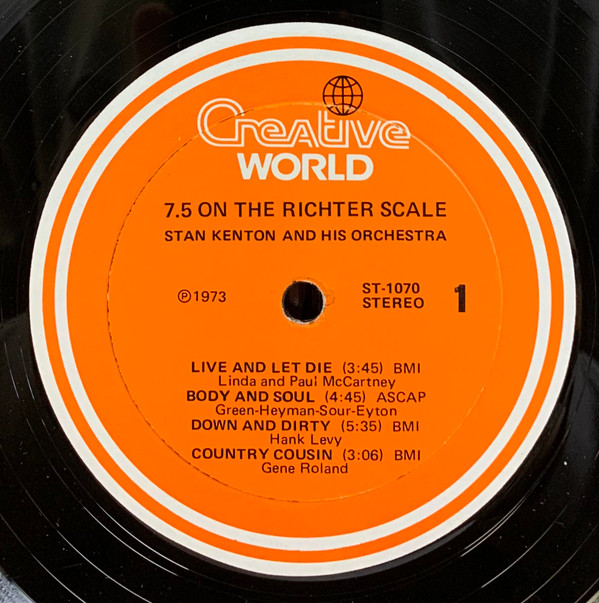 Creative
WORLD
7.5 ON THE RICHTER SCALE
STAN KENTON AND HIS ORCHESTRA
Ⓟ1973
ST-1070
STEREO
1
LIVE AND LET DIE (3:45) BMI
Linda and Paul McCartney
BODY AND SOUL (4:45) ASCAP
Green-Heyman-Sour-Eyton
DOWN AND DIRTY (5:35) BMI
Hank Levy
COUNTRY COUSIN (3:06) BMI
Gene Roland